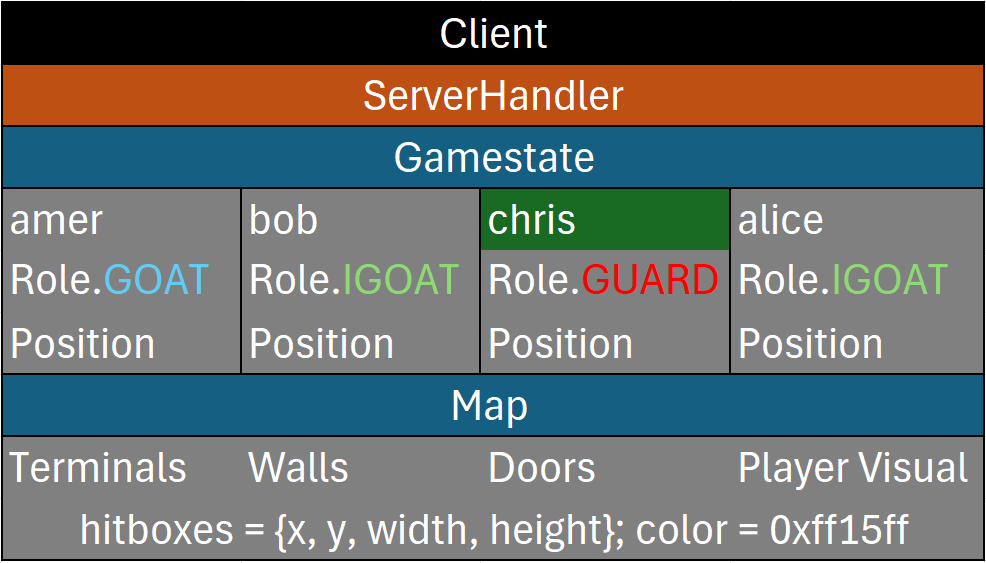 Client
ServerHandler
Gamestate
amer bob chris alice
Role.GOAT Role.IGOAT Role.GUARD Role.IGOAT
Position Position Position Position
Map
Terminals Walls Doors Player Visual
hitboxes = {x, y, width, height}; color = 0xff15ff